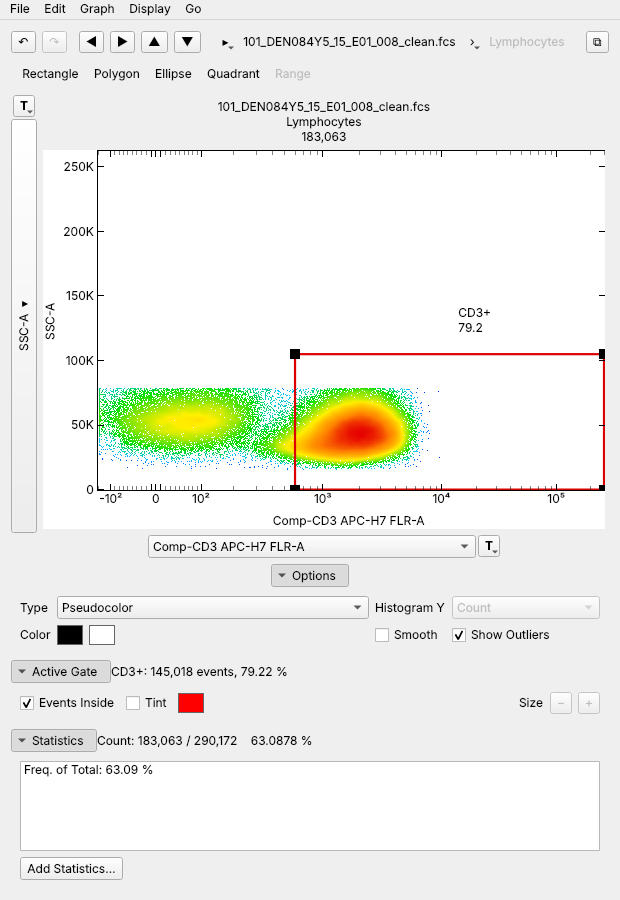 File Edit Graph Display Go
101_DEN084Y5_15_E01_008_clean.fcs Lymphocytes
Rectangle Polygon Ellipse Quadrant Range
T
101_DEN084Y5_15_E01_008_clean.fcs
Lymphocytes
183,063
250K
200K
150K
100K
50K
0
SSC-A
SSC-A
CD3+
79.2
-10² 0 10² 10³ 10⁴ 10⁵
Comp-CD3 APC-H7 FLR-A
Comp-CD3 APC-H7 FLR-A T
Options
Type Pseudocolor Histogram Y Count
Color Smooth Show Outliers
Active Gate CD3+: 145,018 events, 79.22 %
Events Inside Tint Size − +
Statistics Count: 183,063 / 290,172 63.0878 %
Freq. of Total: 63.09 %
Add Statistics...